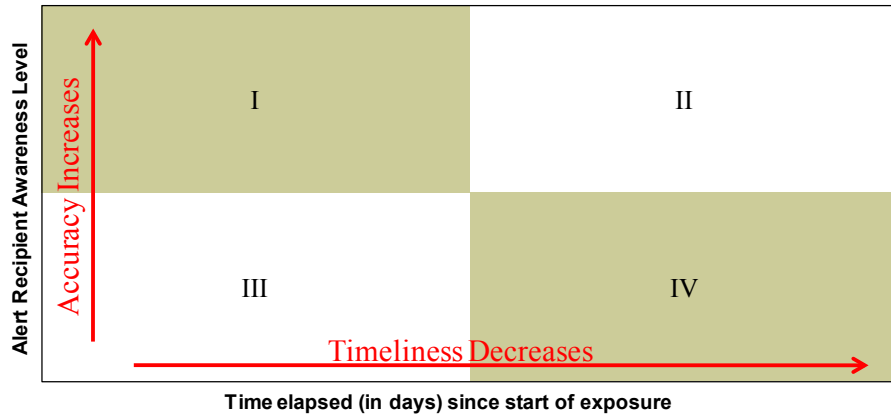 Alert Recipient Awareness Level
Accuracy Increases
I
II
III
IV
Timeliness Decreases
Time elapsed (in days) since start of exposure